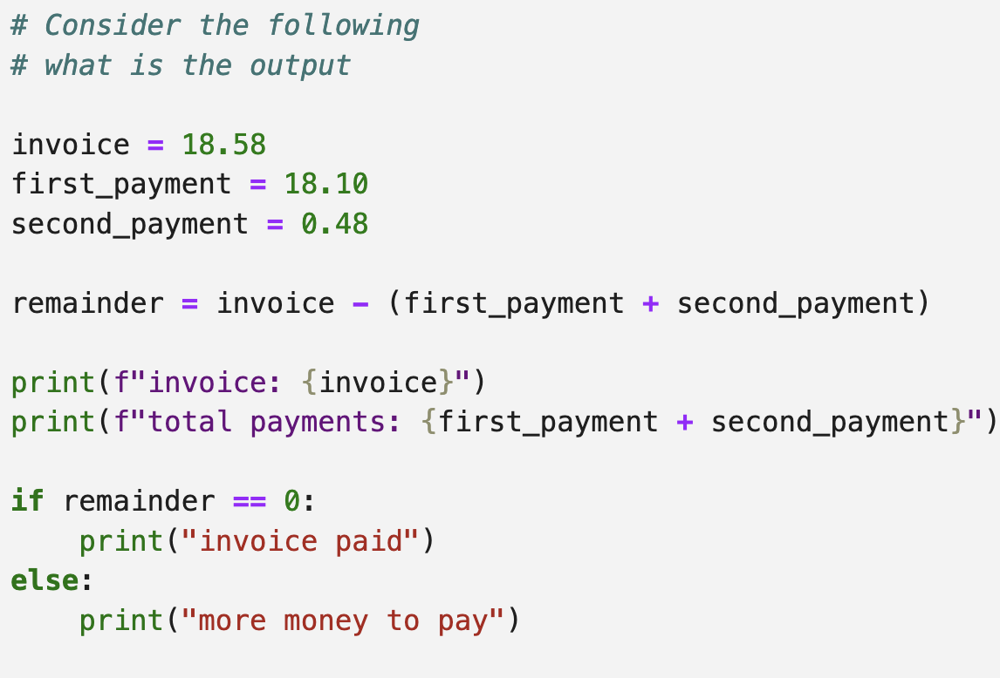 # Consider the following
# what is the output
invoice = 18.58
first_payment = 18.10
second_payment = 0.48
remainder = invoice - (first_payment + second_payment)
print(f"invoice: {invoice}")
print(f"total payments: {first_payment + second_payment}")
if remainder == 0:
    print("invoice paid")
else:
    print("more money to pay")